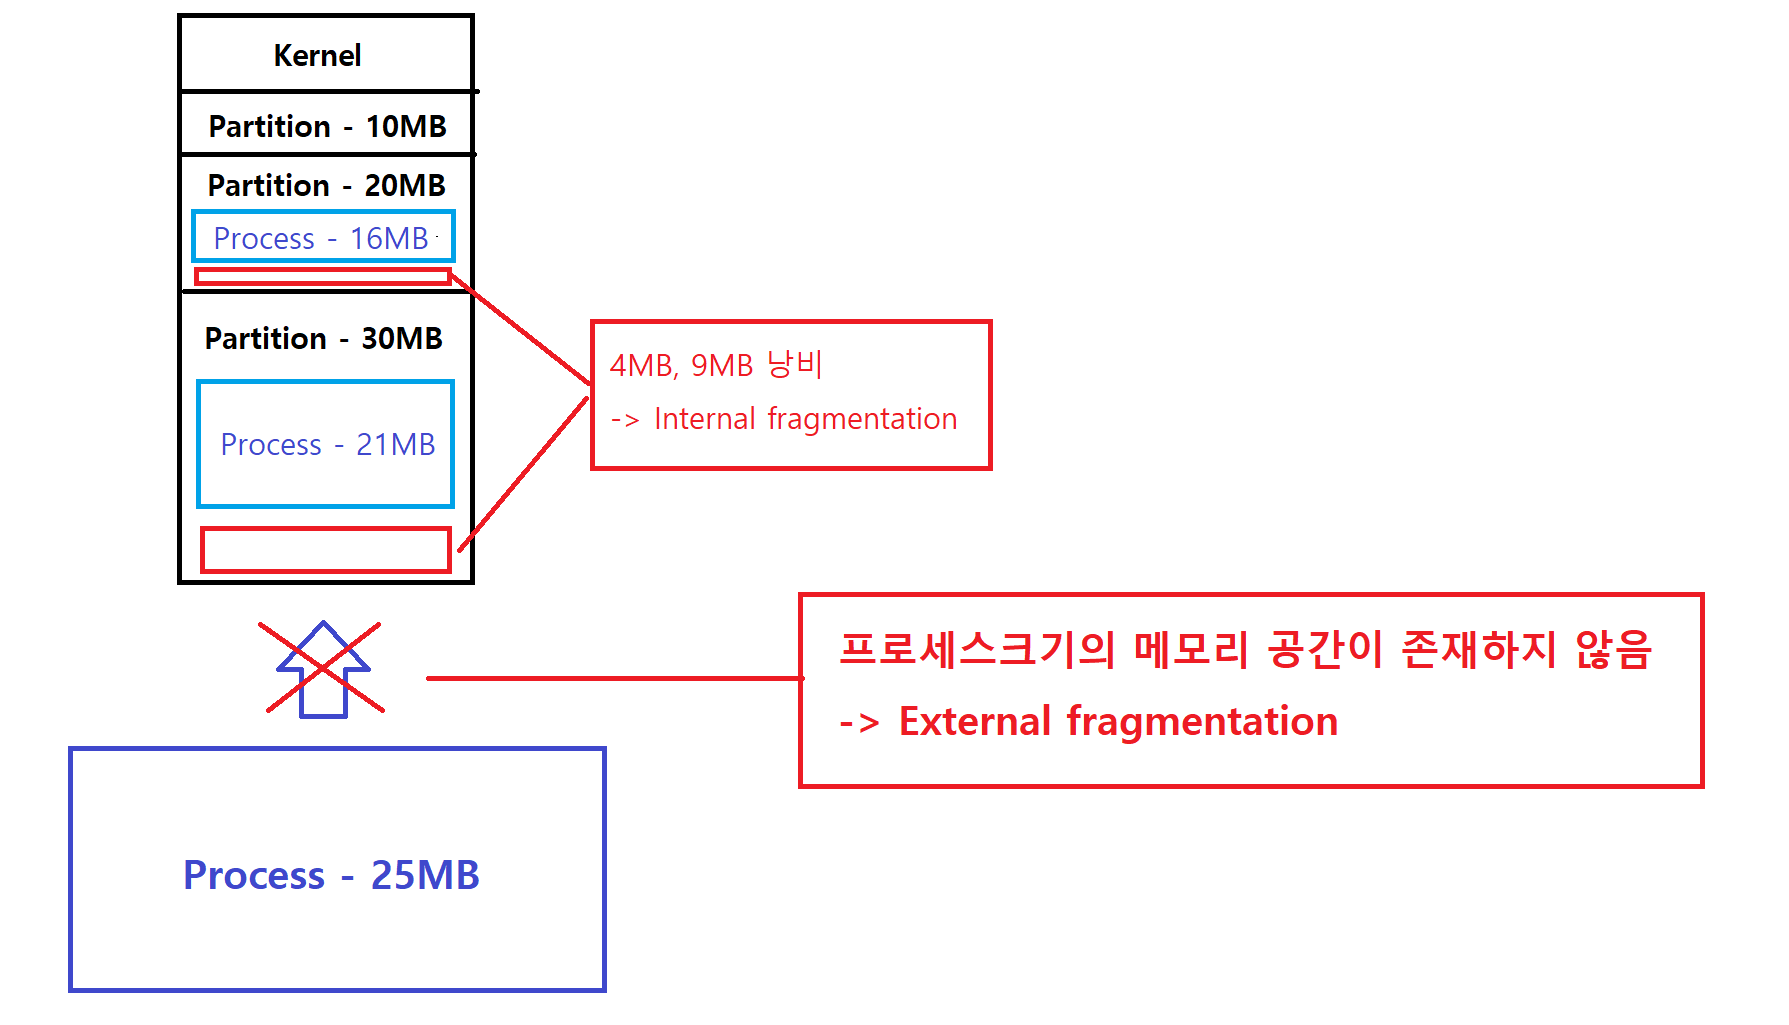 Kernel
Partition - 10MB
Partition - 20MB
Process - 16MB
Partition - 30MB
Process - 21MB
4MB, 9MB 낭비
-> Internal fragmentation
프로세스크기의 메모리 공간이 존재하지 않음
-> External fragmentation
Process - 25MB